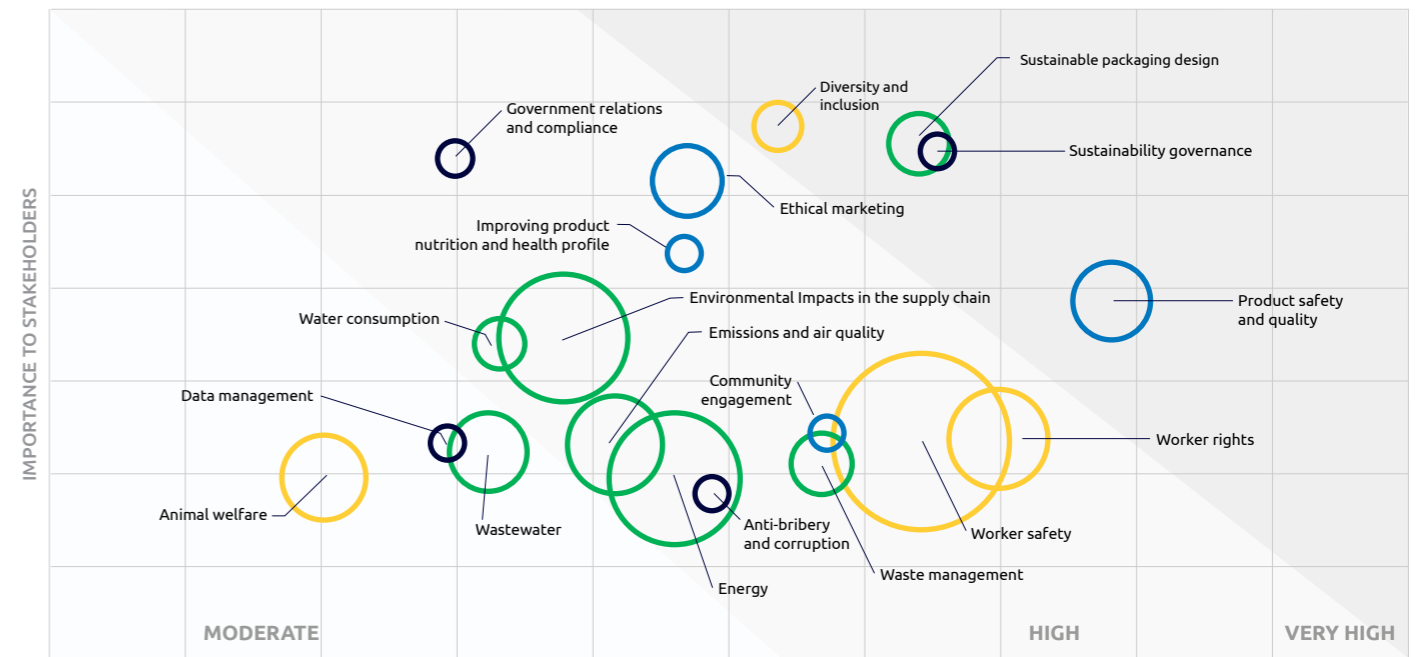 Sustainable packaging design
Diversity and
inclusion
Government relations
and compliance
Sustainability governance
Ethical marketing
Improving product
nutrition and health profile
Environmental Impacts in the supply chain
Product safety
and quality
Water consumption
Emissions and air quality
Community
engagement
Data management
Worker rights
Animal welfare
Wastewater
Anti-bribery
and corruption
Worker safety
Waste management
Energy
IMPORTANCE TO STAKEHOLDERS
MODERATE
HIGH
VERY HIGH